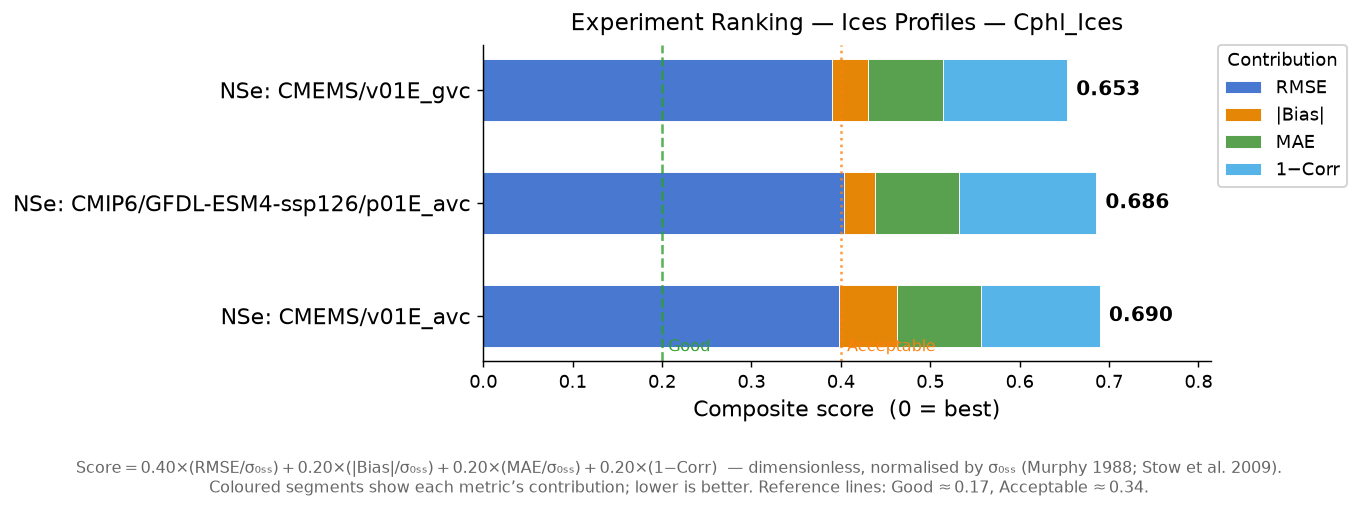 Experiment Ranking — Ices Profiles — Cphl_Ices
Contribution
RMSE
|Bias|
MAE
1−Corr
NSe: CMEMS/v01E_gvc
0.653
NSe: CMIP6/GFDL-ESM4-ssp126/p01E_avc
0.686
NSe: CMEMS/v01E_avc
0.690
Good
Acceptable
0.0 0.1 0.2 0.3 0.4 0.5 0.6 0.7 0.8
Composite score (0 = best)
Score = 0.40×(RMSE/σ₀ₛₛ) + 0.20×(|Bias|/σ₀ₛₛ) + 0.20×(MAE/σ₀ₛₛ) + 0.20×(1−Corr) — dimensionless, normalised by σ₀ₛₛ (Murphy 1988; Stow et al. 2009).
Coloured segments show each metric’s contribution; lower is better. Reference lines: Good ≈ 0.17, Acceptable ≈ 0.34.